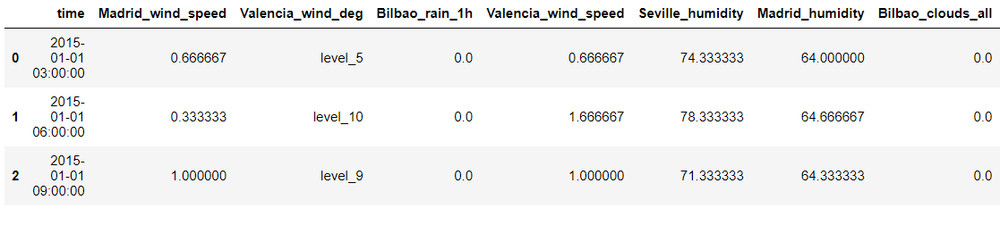 time Madrid_wind_speed Valencia_wind_deg Bilbao_rain_1h Valencia_wind_speed Seville_humidity Madrid_humidity Bilbao_clouds_all
2015-
0 01-01 0.666667 level_5 0.0 0.666667 74.333333 64.000000 0.0
03:00:00
2015-
1 01-01 0.333333 level_10 0.0 1.666667 78.333333 64.666667 0.0
06:00:00
2015-
2 01-01 1.000000 level_9 0.0 1.000000 71.333333 64.333333 0.0
09:00:00